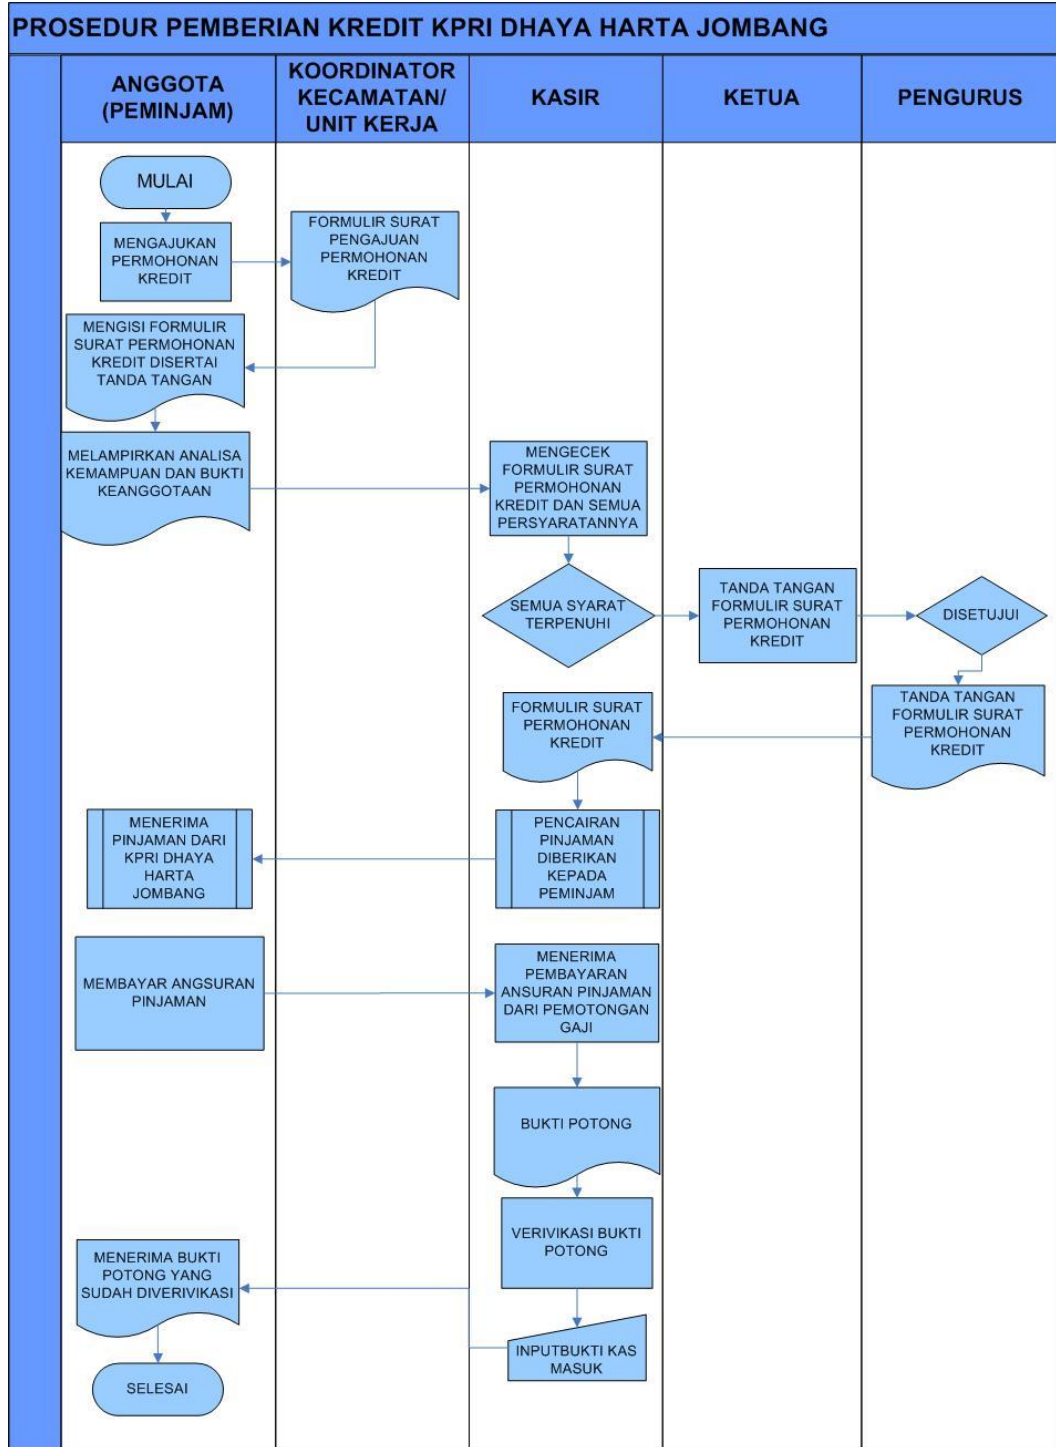 PROSEDUR PEMBERIAN KREDIT KPRI DHAYA HARTA JOMBANG
ANGGOTA
(PEMINJAM)
KOORDINATOR
KECAMATAN/
UNIT KERJA
KASIR
KETUA
PENGURUS
MULAI
MENGAJUKAN
PERMOHONAN
KREDIT
FORMULIR SURAT
PENGAJUAN
PERMOHONAN
KREDIT
MENGISI FORMULIR
SURAT PERMOHONAN
KREDIT DISERTAI
TANDA TANGAN
MELAMPIRKAN ANALISA
KEMAMPUAN DAN BUKTI
KEANGGOTAAN
MENGECEK
FORMULIR SURAT
PERMOHONAN
KREDIT DAN SEMUA
PERSYARATANNYA
SEMUA SYARAT
TERPENUHI
TANDA TANGAN
FORMULIR SURAT
PERMOHONAN
KREDIT
DISETUJUI
TANDA TANGAN
FORMULIR SURAT
PERMOHONAN
KREDIT
FORMULIR SURAT
PERMOHONAN
KREDIT
PENCAIRAN
PINJAMAN
DIBERIKAN
KEPADA
PEMINJAM
MENERIMA
PINJAMAN DARI
KPRI DHAYA
HARTA
JOMBANG
MEMBAYAR ANGSURAN
PINJAMAN
MENERIMA
PEMBAYARAN
ANSURAN PINJAMAN
DARI PEMOTONGAN
GAJI
BUKTI POTONG
VERIVIKASI BUKTI
POTONG
INPUTBUKTI KAS
MASUK
MENERIMA BUKTI
POTONG YANG
SUDAH DIVERIVIKASI
SELESAI